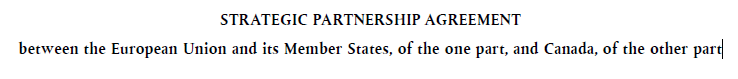 STRATEGIC PARTNERSHIP AGREEMENT
between the European Union and its Member States, of the one part, and Canada, of the other part